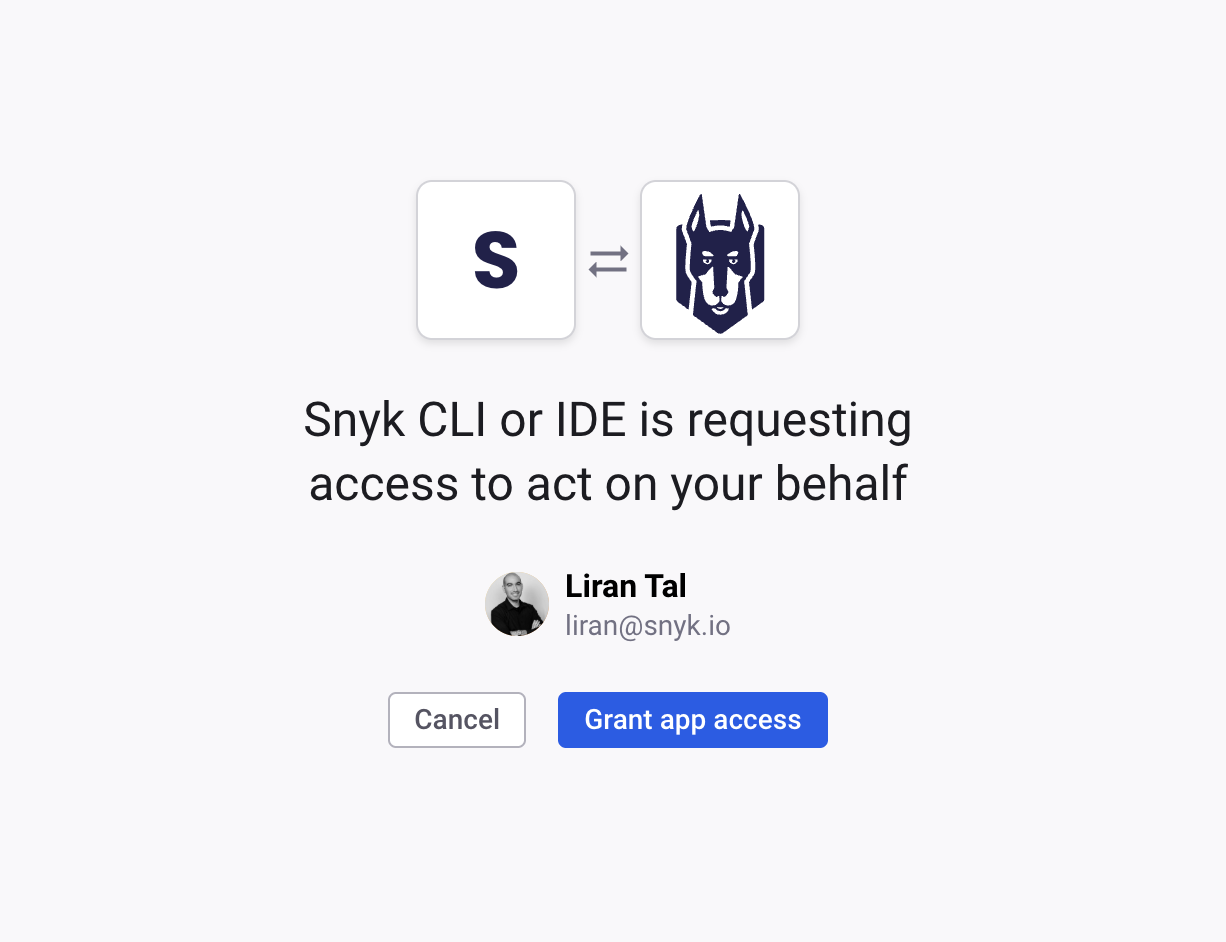 S
Snyk CLI or IDE is requesting
access to act on your behalf
Liran Tal
liran@snyk.io
Cancel
Grant app access